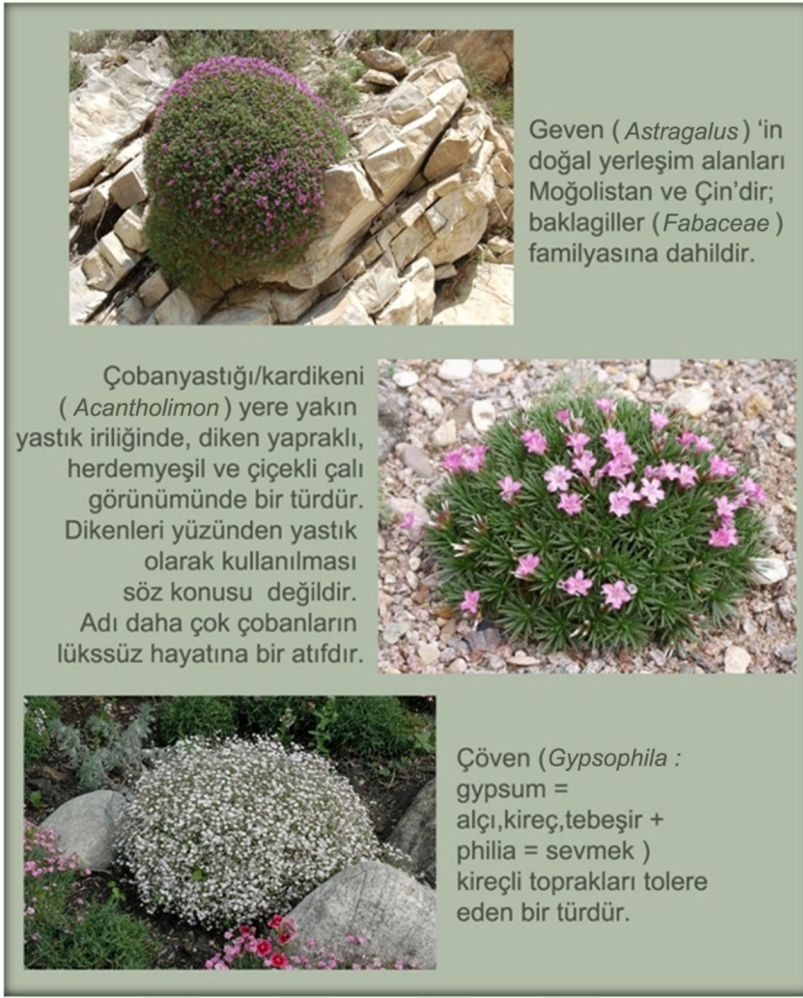 Geven ( Astragalus ) ‘in
doğal yerleşim alanları
Moğolistan ve Çin’dir;
baklagiller ( Fabaceae )
familyasına dahildir.
Çobanyastığı/kardikeni
( Acantholimon ) yere yakın
yastık iriliğinde, diken yapraklı,
herdemyeşil ve çiçekli çalı
görünümünde bir türdür.
Dikenleri yüzünden yastık
olarak kullanılması
söz konusu değildir.
Adı daha çok çobanların
lükssüz hayatına bir atıfdır.
Çöven (Gypsophila :
gypsum =
alçı,kireç,tebeşir +
philia = sevmek )
kireçli toprakları tolere
eden bir türdür.